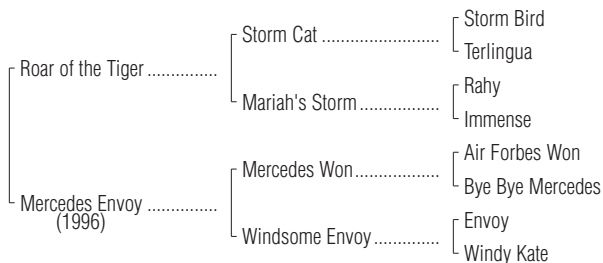 Storm Bird
Storm Cat ........................
Terlingua
Roar of the Tiger ..............
Rahy
Mariah's Storm ................
Immense
Air Forbes Won
Mercedes Won .................
Bye Bye Mercedes
Mercedes Envoy ..............
(1996)
Envoy
Windsome Envoy .............
Windy Kate